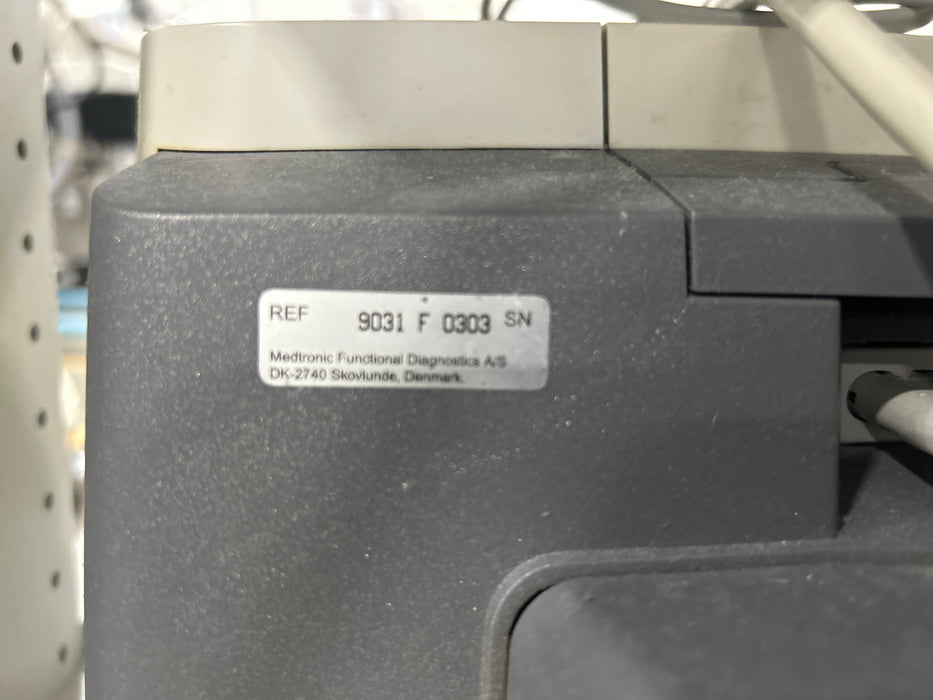 REF 9031 F 0303 SN
Medtronic Functional Diagnostics A/S
DK-2740 Skovlunde, Denmark.